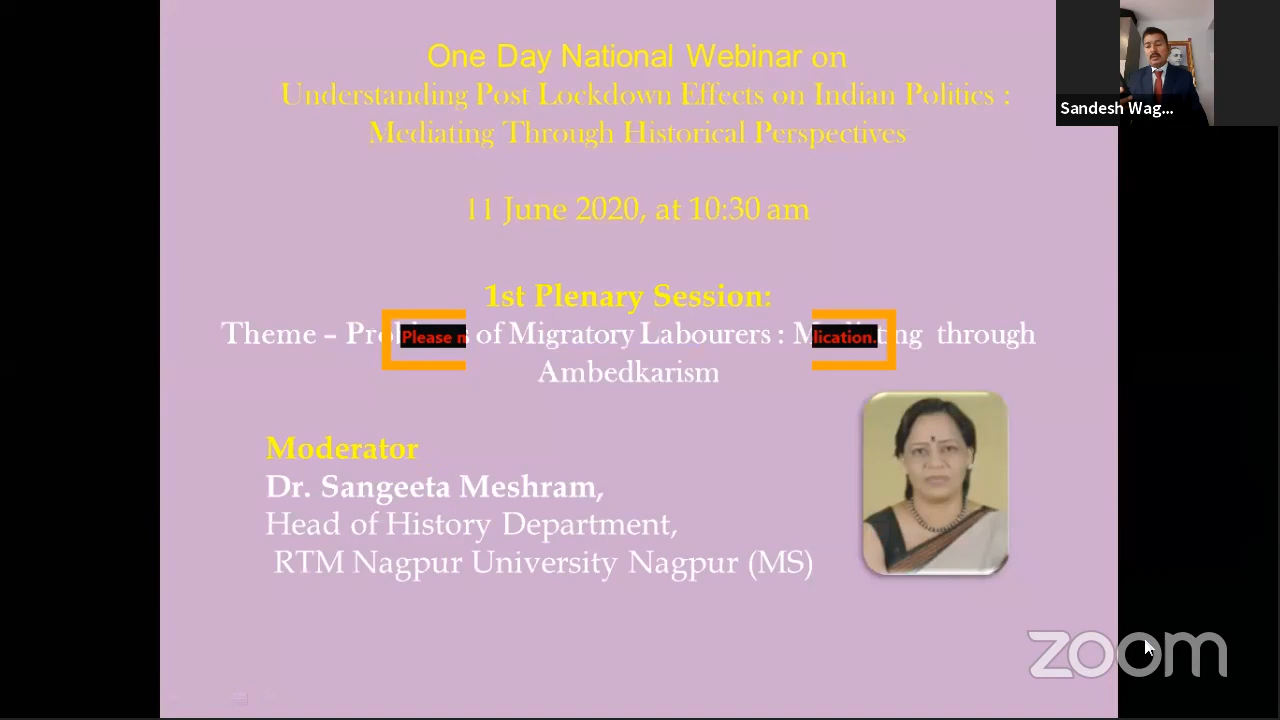 One Day National Webinar on
Understanding Post Lockdown Effects on Indian Politics :
Mediating Through Historical Perspectives
11 June 2020, at 10:30 am
1st Plenary Session:
Theme – of Migratory Labourers : through
Please
lication.
Ambedkarism
Moderator
Dr. Sangeeta Meshram,
Head of History Department,
RTM Nagpur University Nagpur (MS)
Sandesh Wag...
zoom